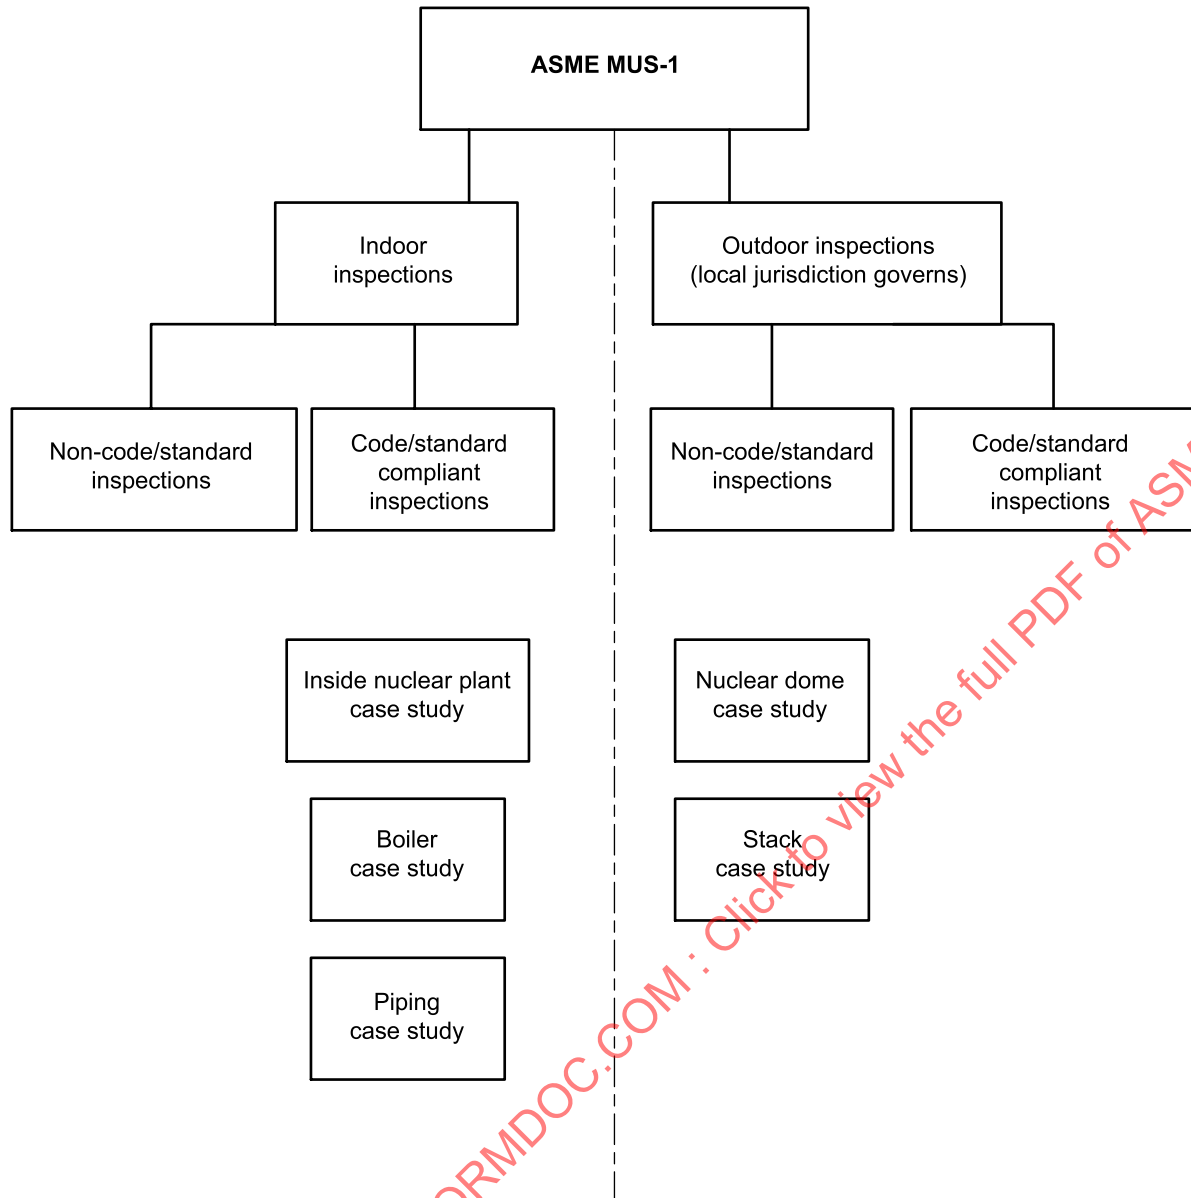 ASME MUS-1
Indoor
inspections
Outdoor inspections
(local jurisdiction governs)
Non-code/standard
inspections
Code/standard
compliant
inspections
Non-code/standard
inspections
Code/standard
compliant
inspections
Inside nuclear plant
case study
Nuclear dome
case study
Boiler
case study
Stack
case study
Piping
case study
ORMDOC.COM : Click to view the full PDF of ASM